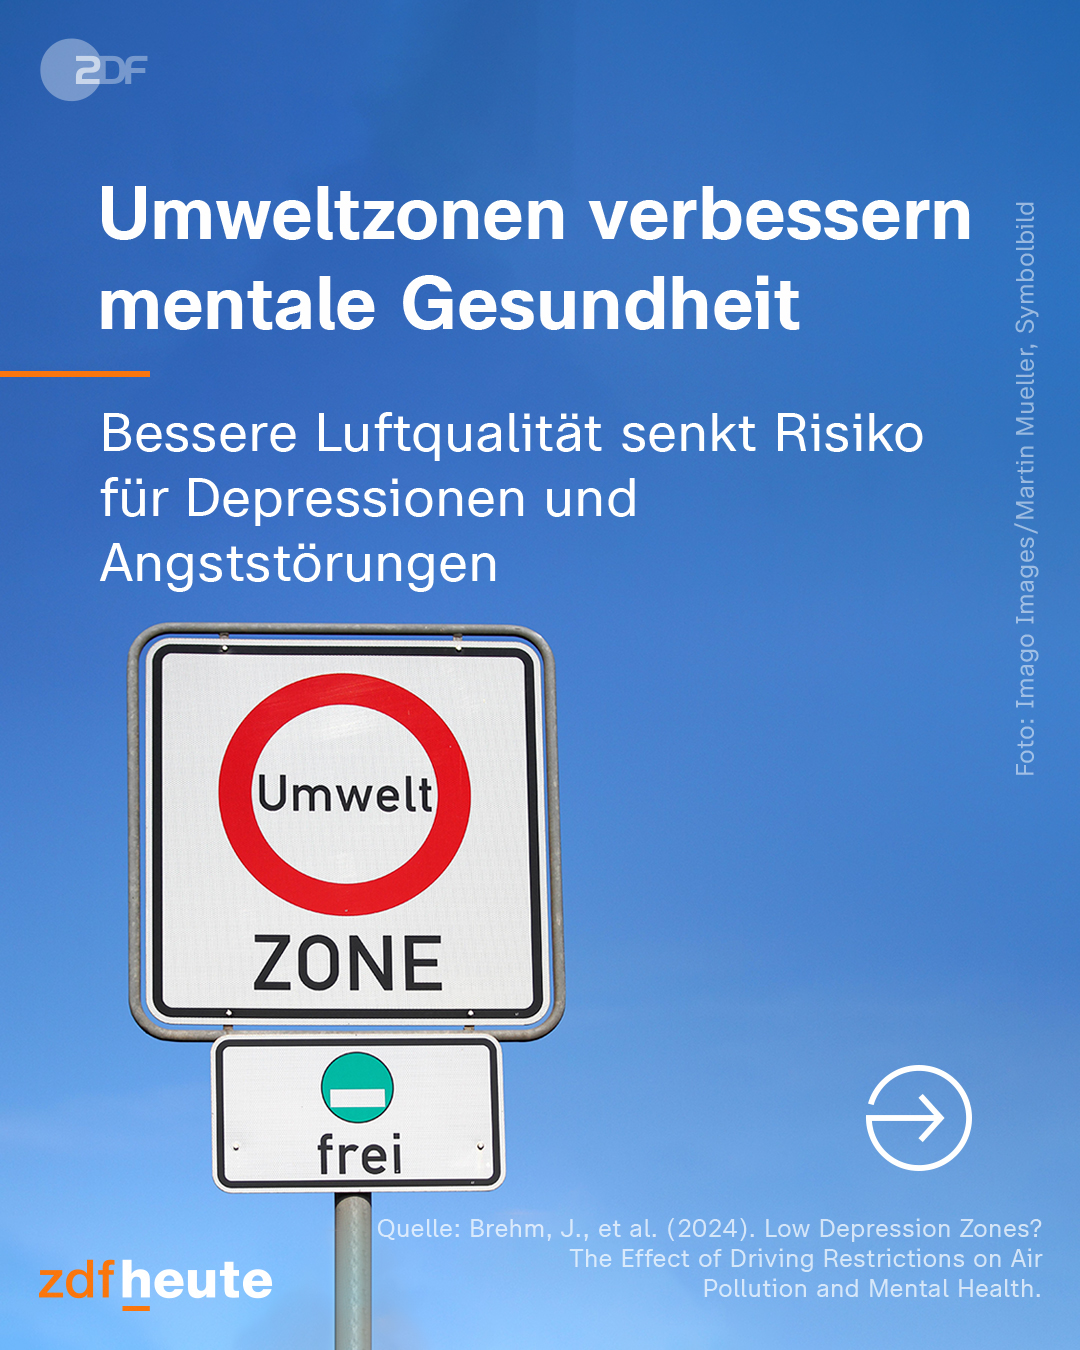 ZDF
Umweltzonen verbessern
mentale Gesundheit
Bessere Luftqualität senkt Risiko
für Depressionen und
Angststörungen
Foto: Imago Images/Martin Mueller, Symbolbild
Umwelt
ZONE
frei
Quelle: Brehm, J., et al. (2024). Low Depression Zones?
The Effect of Driving Restrictions on Air
Pollution and Mental Health.
zdfheute